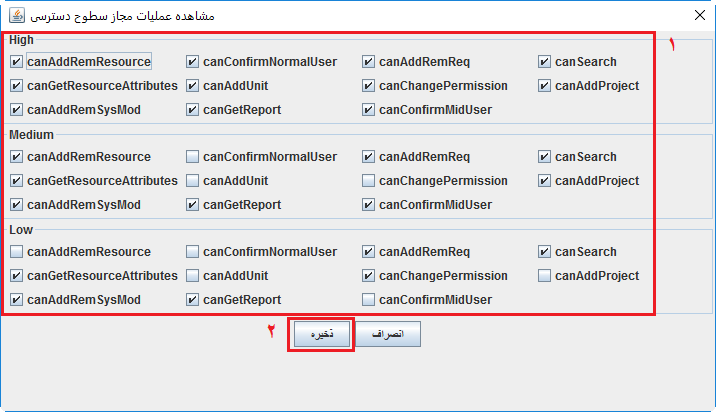 مشاهده عملیات مجاز سطوح دسترسی
High
۱
canAddRemResource canConfirmNormalUser canAddRemReq canSearch
canGetResourceAttributes canAddUnit canChangePermission canAddProject
canAddRemSysMod canGetReport canConfirmMidUser
Medium
canAddRemResource canConfirmNormalUser canAddRemReq canSearch
canGetResourceAttributes canAddUnit canChangePermission canAddProject
canAddRemSysMod canGetReport canConfirmMidUser
Low
canAddRemResource canConfirmNormalUser canAddRemReq canSearch
canGetResourceAttributes canAddUnit canChangePermission canAddProject
canAddRemSysMod canGetReport canConfirmMidUser
۲ ذخیره انصراف